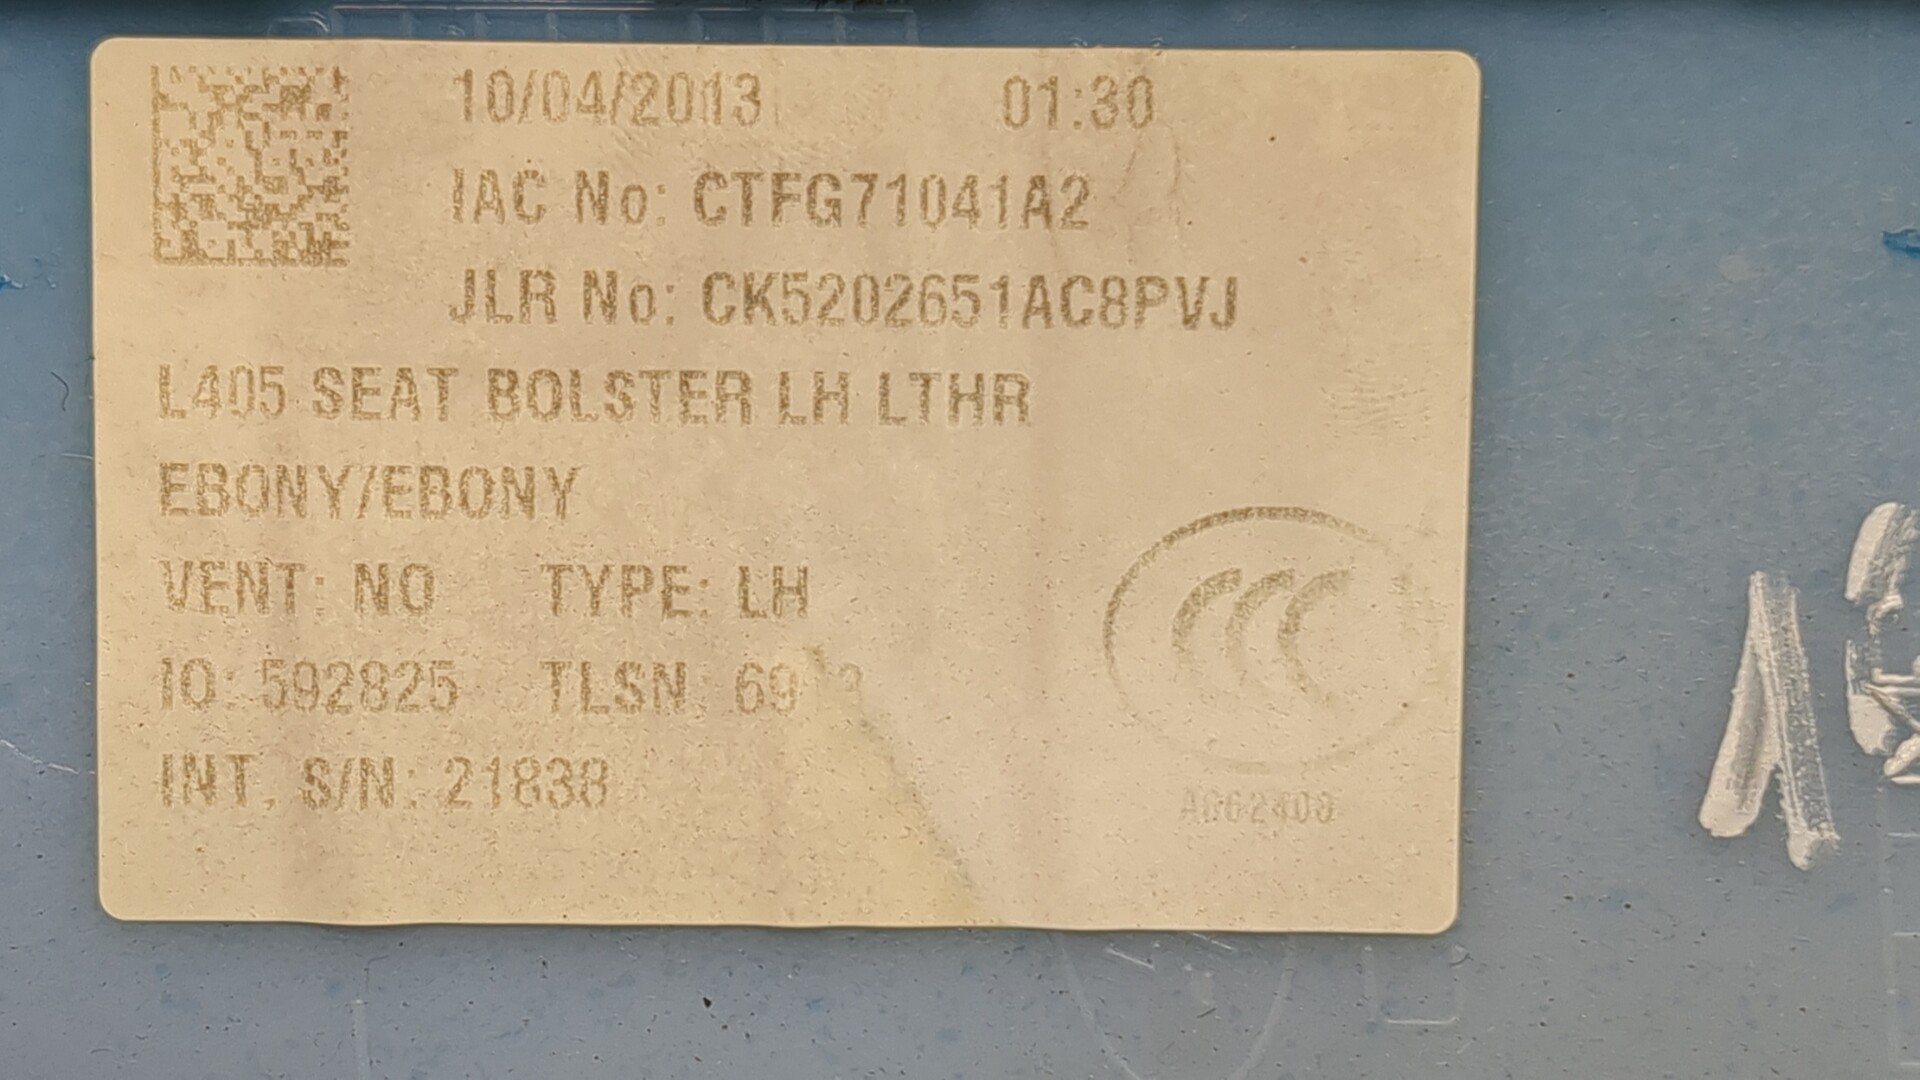 10/04/2013 01:30
IAC No: CTFG71041A2
JLR No: CK5202651AC8PVJ
L405 SEAT BOLSTER LH LTHR
EBONY/EBONY
VENT: NO TYPE: LH
IO: 592825 TLSN:
INT. S/N: 21838